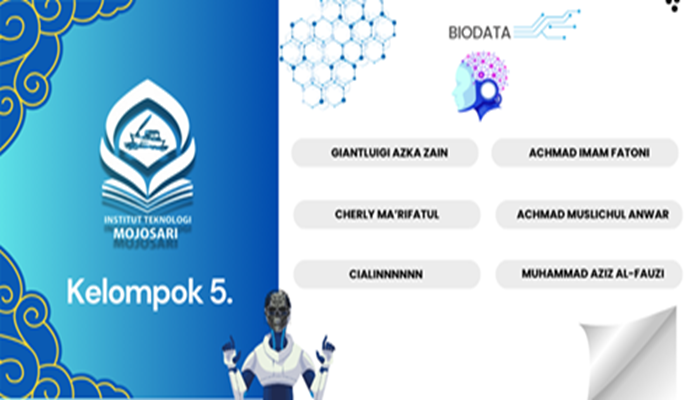 INSTITUT TEKNOLOGI
MOJOSARI
Kelompok 5.
BIODATA
GIANTLUIGI AZKA ZAIN
ACHMAD IMAM FATONI
CHERLY MA'RIFATUL
ACHMAD MUSLICHUL ANWAR
CIALINNNNNN
MUHAMMAD AZIZ AL-FAUZI